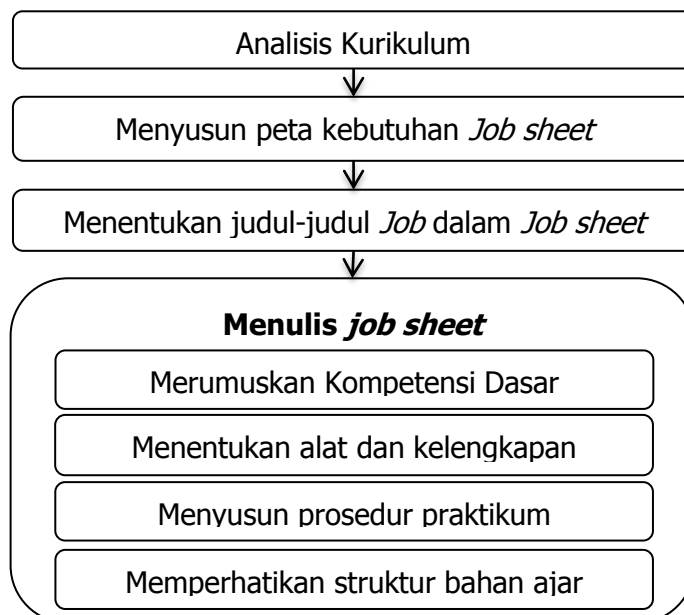 Analisis Kurikulum
Menyusun peta kebutuhan Job sheet
Menentukan judul-judul Job dalam Job sheet
Menulis job sheet
Merumuskan Kompetensi Dasar
Menentukan alat dan kelengkapan
Menyusun prosedur praktikum
Memperhatikan struktur bahan ajar